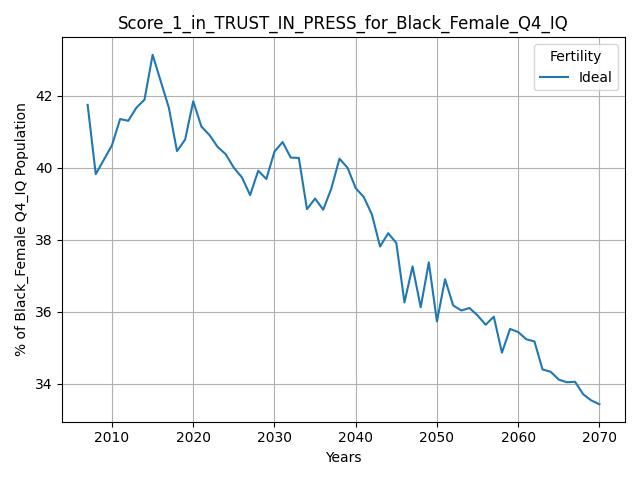 Score_1_in_TRUST_IN_PRESS_for_Black_Female_Q4_IQ
Fertility
Ideal
% of Black_Female Q4_IQ Population
42
40
38
36
34
2010 2020 2030 2040 2050 2060 2070
Years